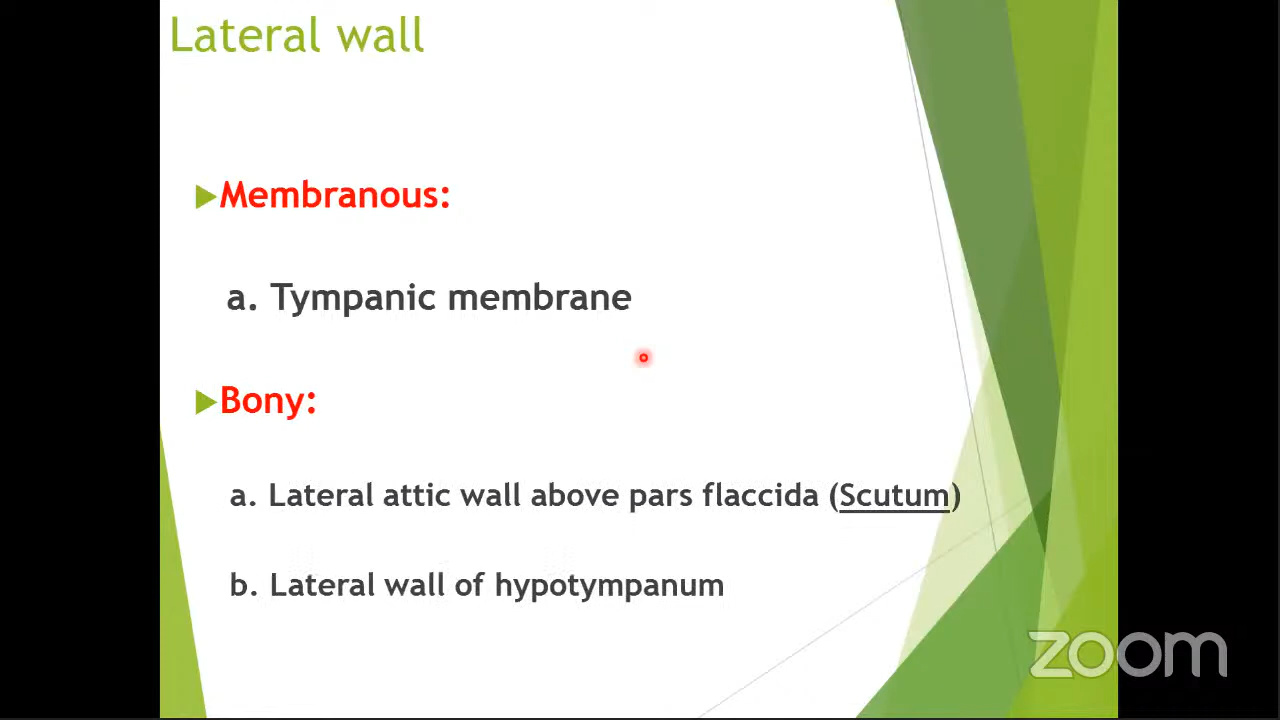 Lateral wall
Membranous:
a. Tympanic membrane
Bony:
a. Lateral attic wall above pars flaccida (Scutum)
b. Lateral wall of hypotympanum
zoom